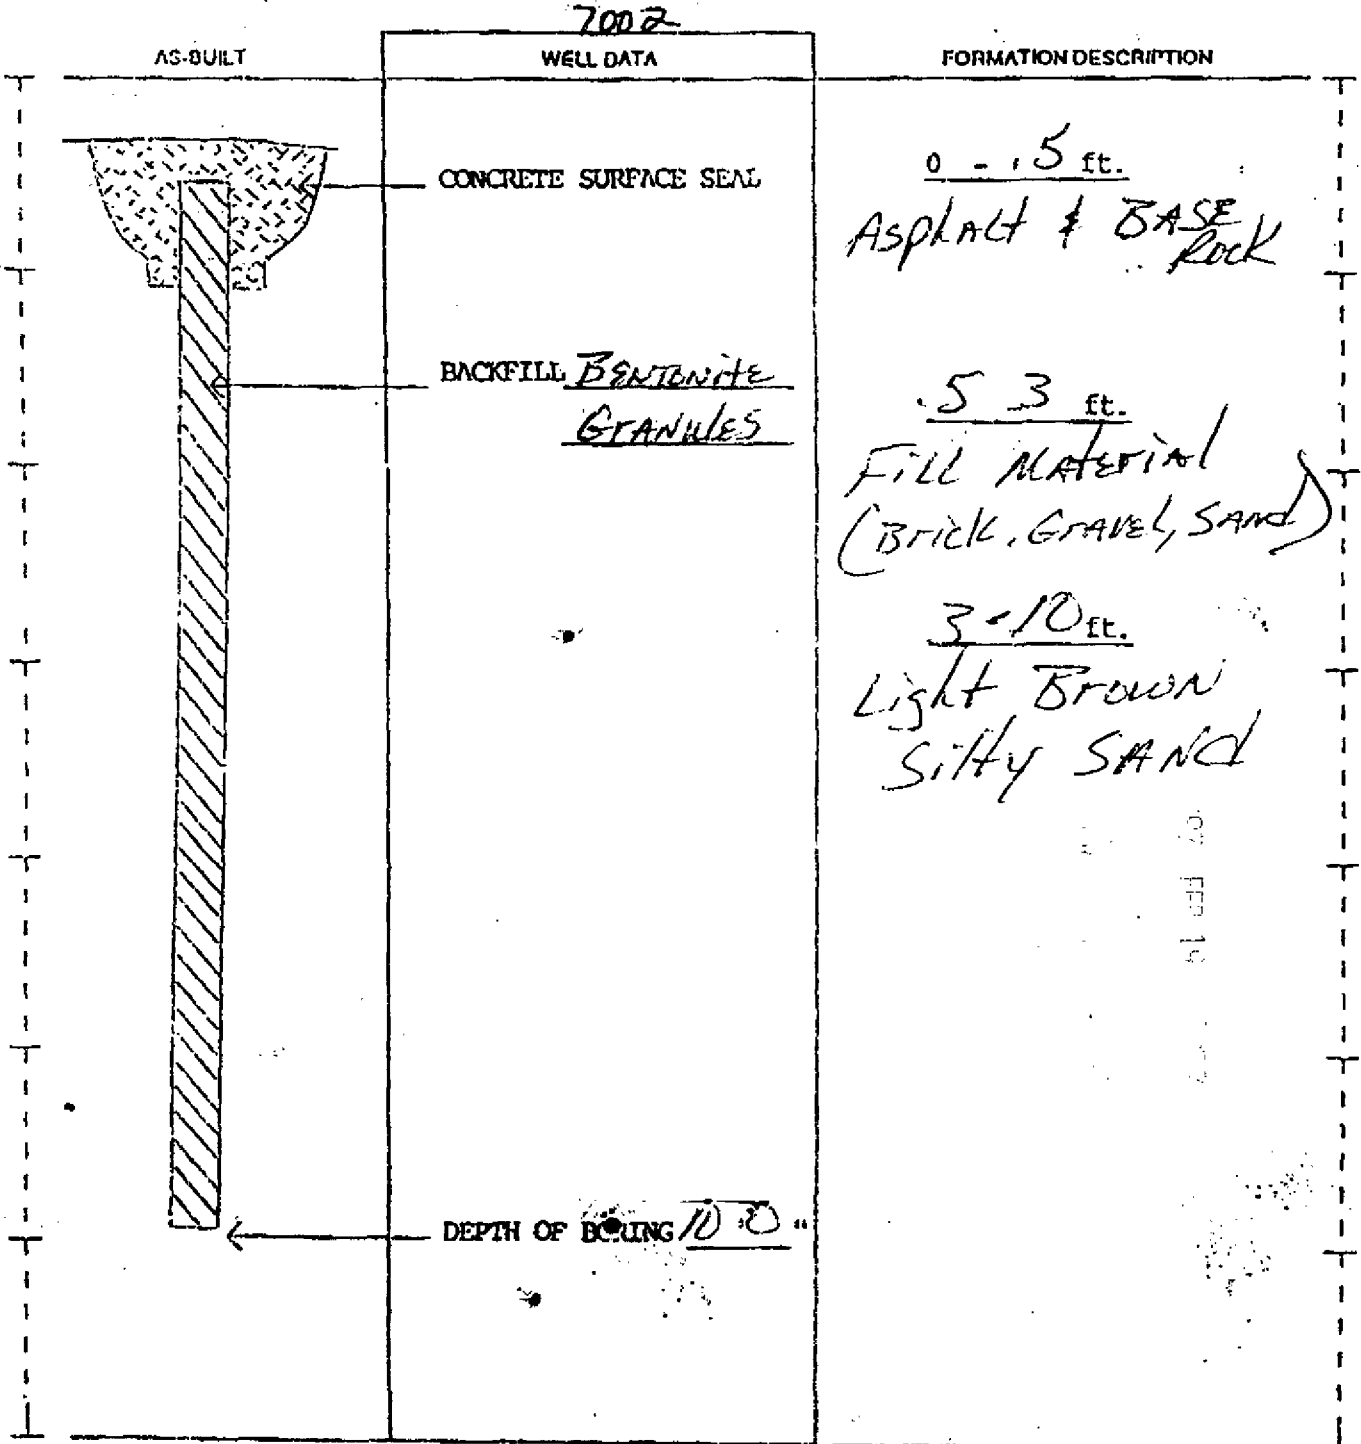 7002
AS-BUILT
WELL DATA
FORMATION DESCRIPTION
CONCRETE SURFACE SEAL
0 - .5 ft.
Asphalt & BASE
Rock
BACKFILL Bentonite
Granules
.5 3 ft.
Fill Material
(Brick, Gravel, Sand)
3-10 ft.
Light Brown
Silty SAND
DEPTH OF BORING 10'0"